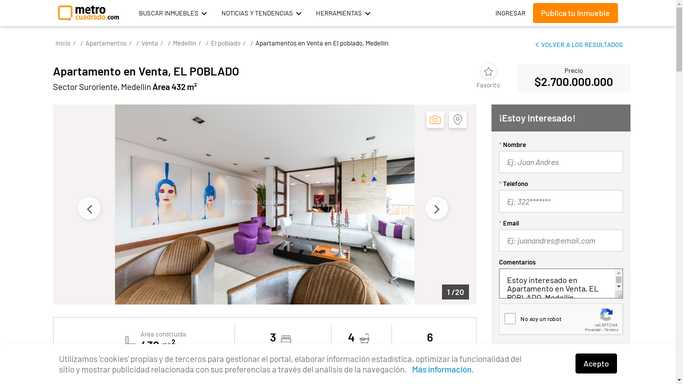 metro
cuadrado.com
BUSCAR INMUEBLES
NOTICIAS Y TENDENCIAS
HERRAMIENTAS
INGRESAR
Publica tu Inmueble
Inicio / / Apartamentos / / Venta / / Medellin / / El poblado / / Apartamentos en Venta en El poblado, Medellin
VOLVER A LOS RESULTADOS
Apartamento en Venta, EL POBLADO
Sector Suroriente, Medellin Área 432 m²
Favorito
Precio
$2.700.000.000
1 / 20
¡Estoy Interesado!
* Nombre
Ej: Juan Andres
* Teléfono
Ej: 322*******
* Email
Ej: juanandres@email.com
Comentarios
Estoy interesado en
Apartamento en Venta, EL
POBLADO, Medellín
No soy un robot
reCAPTCHA
Privacidad - Términos
Área construida
432 m²
3
4
6
Utilizamos 'cookies' propias y de terceros para gestionar el portal, elaborar información estadística, optimizar la funcionalidad del
sitio y mostrar publicidad relacionada con sus preferencias a través del análisis de la navegación. Más información.
Acepto